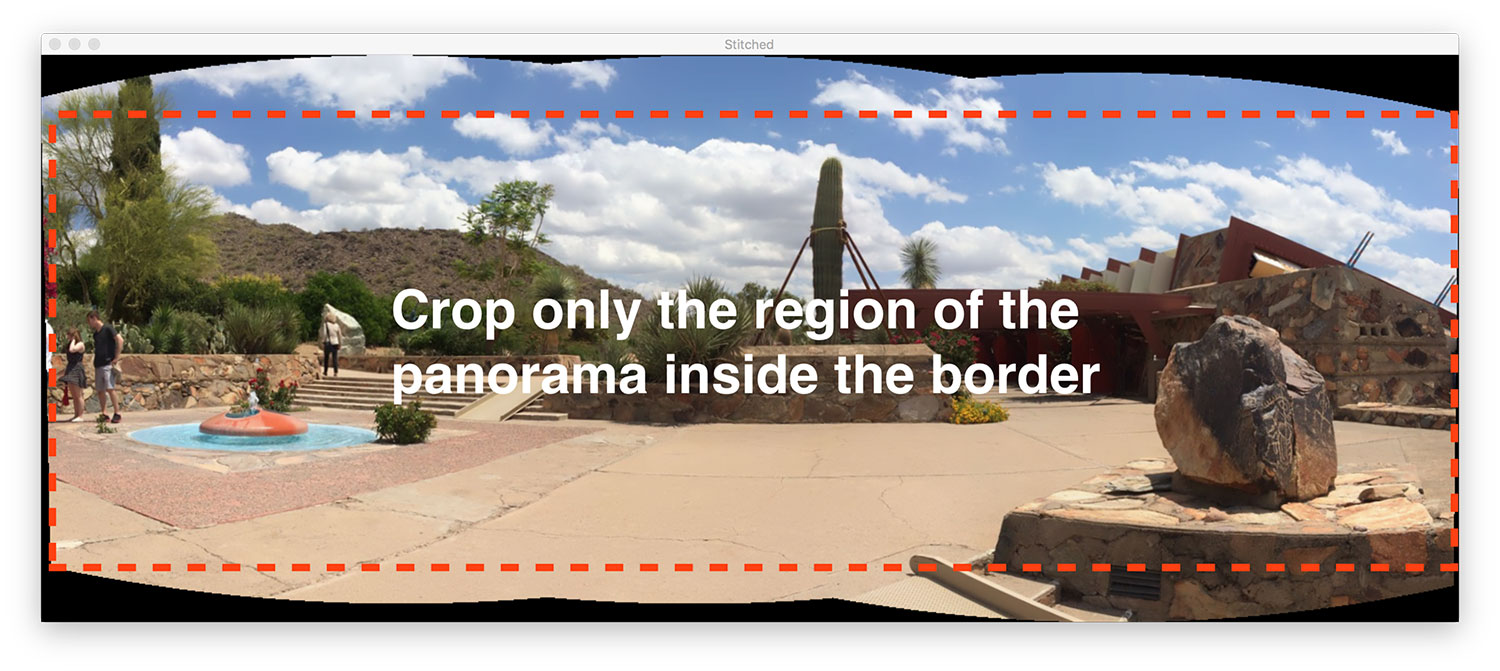 Stitched
Crop only the region of the
panorama inside the border